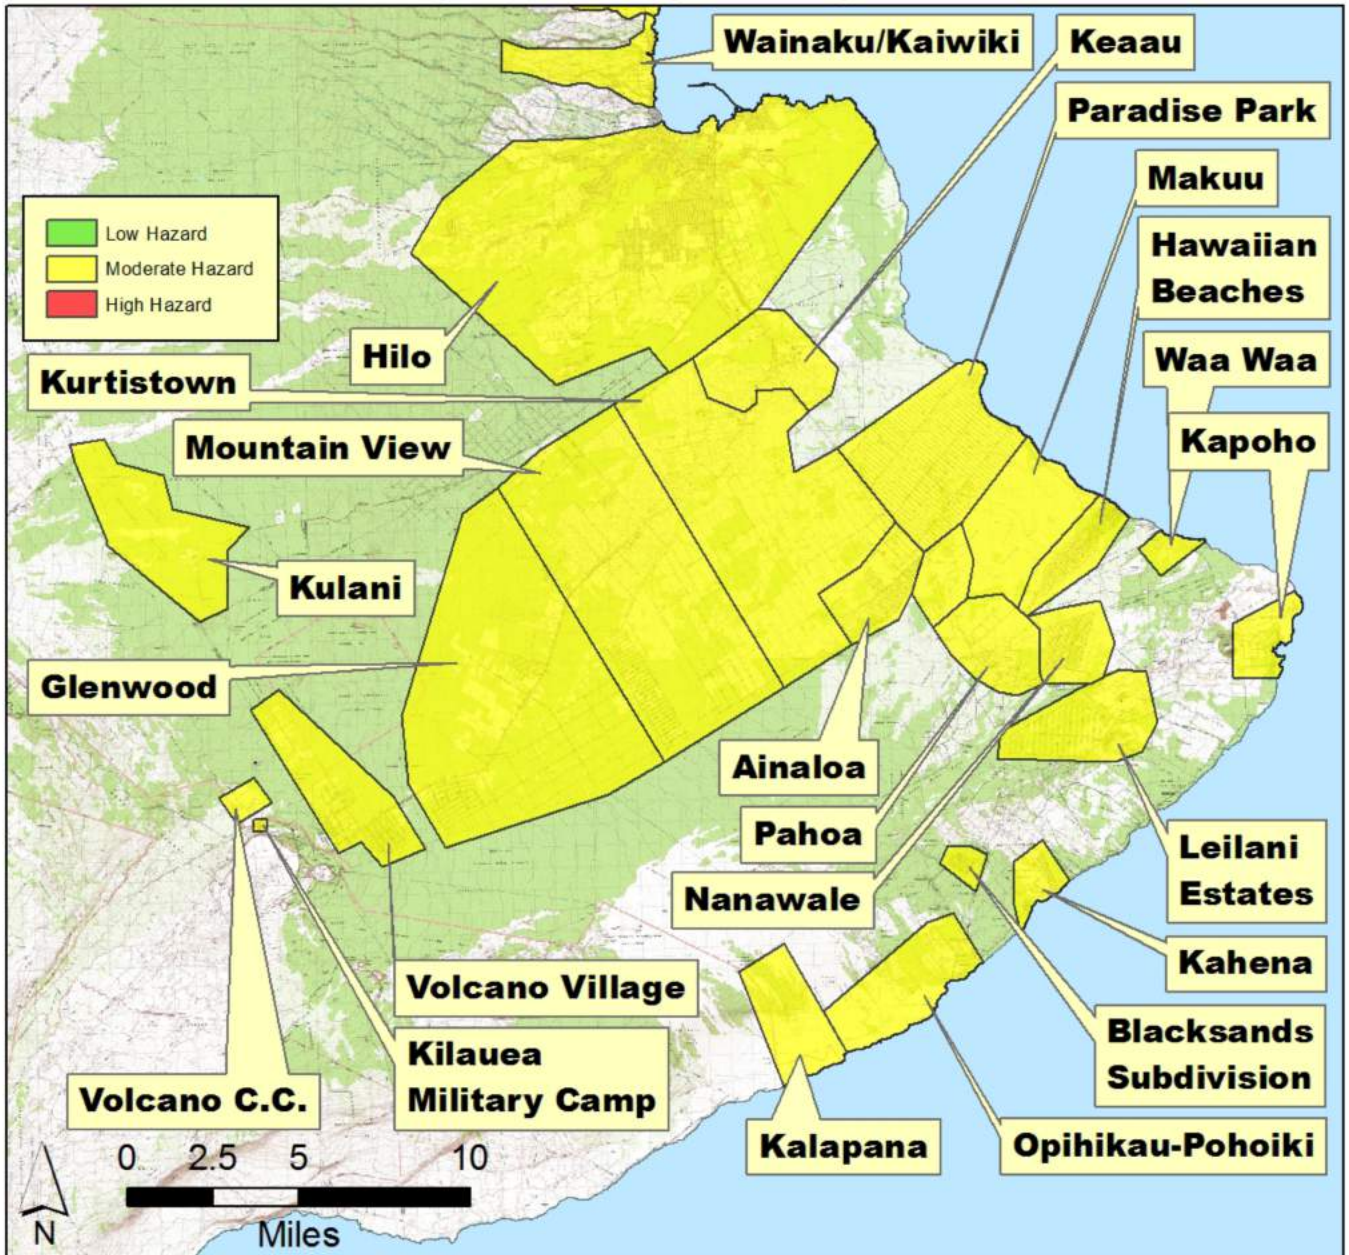 Wainaku/Kaiwiki
Keaau
Paradise Park
Makuu
Hawaiian
Beaches
Waa Waa
Kapoho
Low Hazard
Moderate Hazard
High Hazard
Hilo
Kurtistown
Mountain View
Kulani
Glenwood
Ainaloa
Pahoa
Nanawale
Leilani
Estates
Kahena
Volcano Village
Blacksands
Subdivision
Kilauea
Military Camp
Volcano C.C.
Kalapana
Opihikau-Pohoiki
0 2.5 5 10
Miles
N